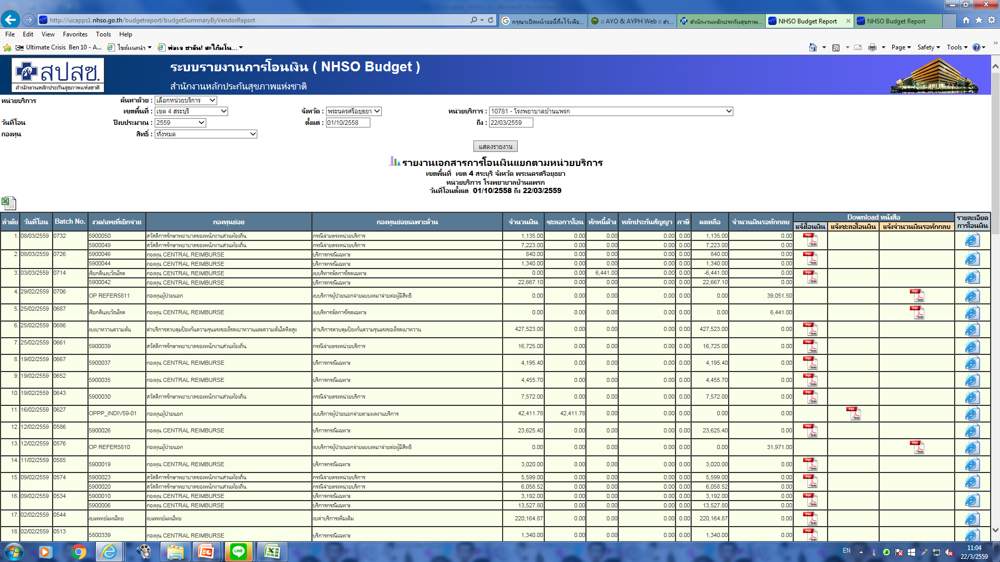 http://ucapps1.nhso.go.th/budgetreport/budgetSummaryByVendorReport
กรุณาเปิดหน้าจอนี้ทิ้งไว้เพื่อ...
:: AYO & AYPH Web :: สำ...
สำนักงานหลักประกันสุขภาพ...
NHSO Budget Report
NHSO Budget Report
File Edit View Favorites Tools Help
Ultimate Crisis Ben 10 - A...
ไซต์แนะนำ
Page Safety Tools
สปสช.
สำนักงานหลักประกันสุขภาพแห่งชาติ
ระบบรายงานการโอนเงิน ( NHSO Budget )
สำนักงานหลักประกันสุขภาพแห่งชาติ
หน่วยบริการ ค้นหาด้วย : เลือกหน่วยบริการ
เขตพื้นที่ : เขต 4 สระบุรี จังหวัด : พระนครศรีอยุธยา หน่วยบริการ : 10781 - โรงพยาบาลบ้านแพรก
วันที่โอน ปีงบประมาณ : 2559 ตั้งแต่ : 01/10/2558 ถึง : 22/03/2559
กองทุน สิทธิ์ : ทั้งหมด
แสดงรายงาน
รายงานเอกสารการโอนเงินแยกตามหน่วยบริการ
เขตพื้นที่ เขต 4 สระบุรี จังหวัด พระนครศรีอยุธยา
หน่วยบริการ โรงพยาบาลบ้านแพรก
วันที่โอนตั้งแต่ 01/10/2558 ถึง 22/03/2559
ลำดับ วันที่โอน Batch No. งวด/เลขที่เบิกจ่าย กองทุนย่อย กองทุนย่อยเฉพาะด้าน จำนวนเงิน ชะลอการโอน หักหนี้ค้าง หลักประกันสัญญา ภาษี คงเหลือ จำนวนเงินรอหักกลบ Download หนังสือ รายละเอียดการโอนเงิน
แจ้งโอนเงิน แจ้งชะลอโอนเงิน แจ้งจำนวนเงินรอหักกลบ
1. 08/03/2559 0732 5900050 สวัสดิการรักษาพยาบาลของพนักงานส่วนท้องถิ่น กรณีจ่ายตรงหน่วยบริการ 1,135.00 0.00 0.00 0.00 0.00 1,135.00 0.00
5900049 สวัสดิการรักษาพยาบาลของพนักงานส่วนท้องถิ่น กรณีจ่ายตรงหน่วยบริการ 7,223.00 0.00 0.00 0.00 0.00 7,223.00 0.00
2. 08/03/2559 0726 5900046 กองทุน CENTRAL REIMBURSE บริการกรณีเฉพาะ 840.00 0.00 0.00 0.00 0.00 840.00 0.00
5900044 กองทุน CENTRAL REIMBURSE บริการกรณีเฉพาะ 1,340.00 0.00 0.00 0.00 0.00 1,340.00 0.00
3. 03/03/2559 0714 เรียกคืนงบวัณโรค กองทุน CENTRAL REIMBURSE งบบริหารจัดการโรคเฉพาะ 0.00 0.00 6,441.00 0.00 0.00 -6,441.00 0.00
5900042 กองทุน CENTRAL REIMBURSE บริการกรณีเฉพาะ 22,667.10 0.00 0.00 0.00 0.00 22,667.10 0.00
4. 29/02/2559 0706 OP REFER5811 กองทุนผู้ป่วยนอก งบบริการผู้ป่วยนอกจ่ายแบบเหมาจ่ายต่อผู้มีสิทธิ 0.00 0.00 0.00 0.00 0.00 0.00 39,051.50
5. 25/02/2559 0687 เรียกคืนงบวัณโรค กองทุน CENTRAL REIMBURSE งบบริหารจัดการโรคเฉพาะ 0.00 0.00 0.00 0.00 0.00 0.00 6,441.00
6. 25/02/2559 0686 งบเบาหวานความดัน ค่าบริการควบคุมป้องกันความรุนแรงของโรคเบาหวานและความดันโลหิตสูง ค่าบริการควบคุมป้องกันความรุนแรงของโรคเบาหวาน 427,523.00 0.00 0.00 0.00 0.00 427,523.00 0.00
7. 25/02/2559 0661 5900039 สวัสดิการรักษาพยาบาลของพนักงานส่วนท้องถิ่น กรณีจ่ายตรงหน่วยบริการ 16,725.00 0.00 0.00 0.00 0.00 16,725.00 0.00
8. 19/02/2559 0667 5900037 กองทุน CENTRAL REIMBURSE บริการกรณีเฉพาะ 4,195.40 0.00 0.00 0.00 0.00 4,195.40 0.00
9. 19/02/2559 0652 5900035 กองทุน CENTRAL REIMBURSE บริการกรณีเฉพาะ 4,455.70 0.00 0.00 0.00 0.00 4,455.70 0.00
10. 19/02/2559 0643 5900030 สวัสดิการรักษาพยาบาลของพนักงานส่วนท้องถิ่น กรณีจ่ายตรงหน่วยบริการ 7,572.00 0.00 0.00 0.00 0.00 7,572.00 0.00
11. 16/02/2559 0627 OPPP_INDIV59-01 กองทุนผู้ป่วยนอก งบบริการผู้ป่วยนอกจ่ายตามผลงานบริการ 42,411.78 42,411.78 0.00 0.00 0.00 0.00 0.00
12. 12/02/2559 0586 5900026 กองทุน CENTRAL REIMBURSE บริการกรณีเฉพาะ 23,625.40 0.00 0.00 0.00 0.00 23,625.40 0.00
13. 12/02/2559 0576 OP REFER5810 กองทุนผู้ป่วยนอก งบบริการผู้ป่วยนอกจ่ายแบบเหมาจ่ายต่อผู้มีสิทธิ 0.00 0.00 0.00 0.00 0.00 0.00 31,971.00
14. 11/02/2559 0585 5900019 กองทุน CENTRAL REIMBURSE บริการกรณีเฉพาะ 3,020.00 0.00 0.00 0.00 0.00 3,020.00 0.00
15. 09/02/2559 0574 5900023 สวัสดิการรักษาพยาบาลของพนักงานส่วนท้องถิ่น กรณีจ่ายตรงหน่วยบริการ 5,599.00 0.00 0.00 0.00 0.00 5,599.00 0.00
5900020 สวัสดิการรักษาพยาบาลของพนักงานส่วนท้องถิ่น กรณีจ่ายตรงหน่วยบริการ 6,058.52 0.00 0.00 0.00 0.00 6,058.52 0.00
16. 09/02/2559 0534 5900010 กองทุน CENTRAL REIMBURSE บริการกรณีเฉพาะ 3,192.00 0.00 0.00 0.00 0.00 3,192.00 0.00
5900006 กองทุน CENTRAL REIMBURSE บริการกรณีเฉพาะ 13,527.80 0.00 0.00 0.00 0.00 13,527.80 0.00
17. 02/02/2559 0544 งบแพทย์แผนไทย งบแพทย์แผนไทย งบค่าบริการเพิ่มเติม 220,164.87 0.00 0.00 0.00 0.00 220,164.87 0.00
18. 02/02/2559 0513 5800339 กองทุน CENTRAL REIMBURSE บริการกรณีเฉพาะ 1,340.00 0.00 0.00 0.00 0.00 1,340.00 0.00
EN
11:04
22/3/2559